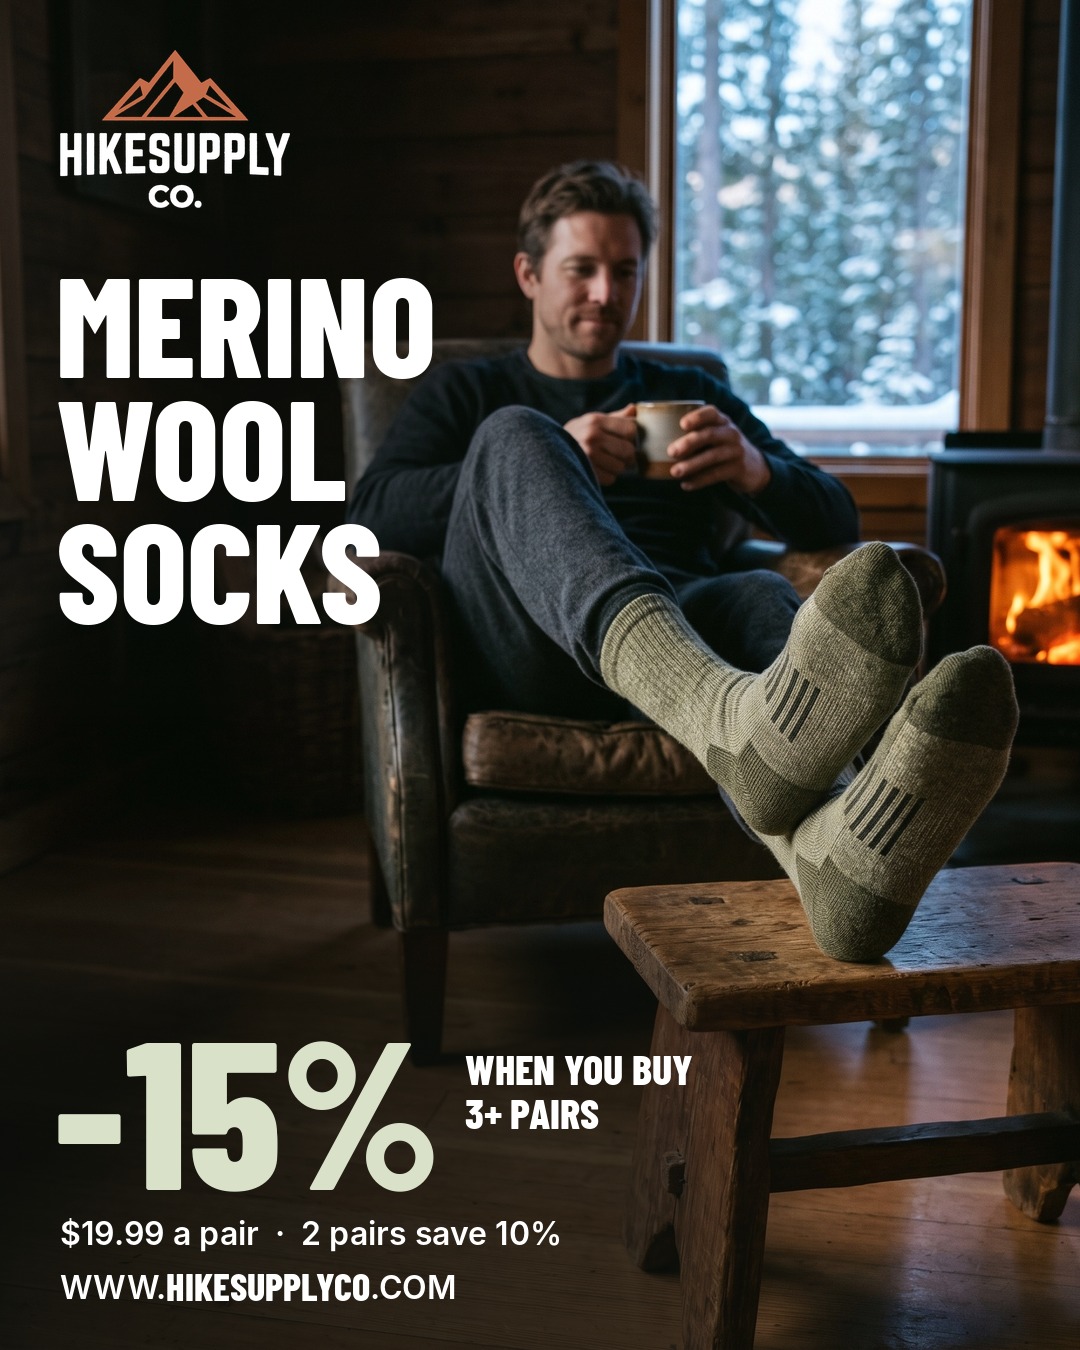 HIKESUPPLY
CO.
MERINO
WOOL
SOCKS
-15%
WHEN YOU BUY
3+ PAIRS
$19.99 a pair · 2 pairs save 10%
WWW.HIKESUPPLYCO.COM